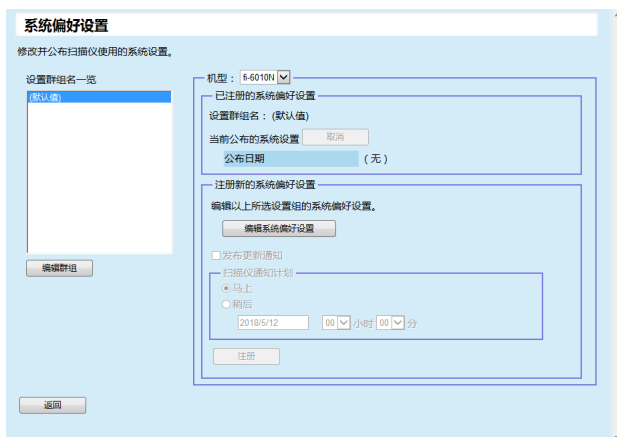 系统偏好设置
修改并公布扫描仪使用的系统设置。
设置群组名一览
(默认值)
编辑群组
机型： fi-6010N
已注册的系统偏好设置
设置群组名： (默认值)
当前公布的系统设置 取消
公布日期 ( 无 )
注册新的系统偏好设置
编辑以上所选设置组的系统偏好设置。
编辑系统偏好设置
发布更新通知
扫描仪通知计划
马上
稍后
2018/5/12 00 小时 00 分
注册
返回